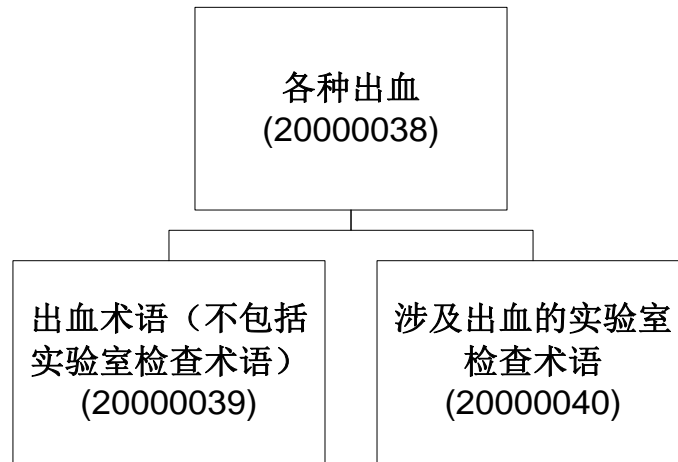 各种出血
(20000038)
出血术语（不包括
实验室检查术语）
(20000039)
涉及出血的实验室
检查术语
(20000040)